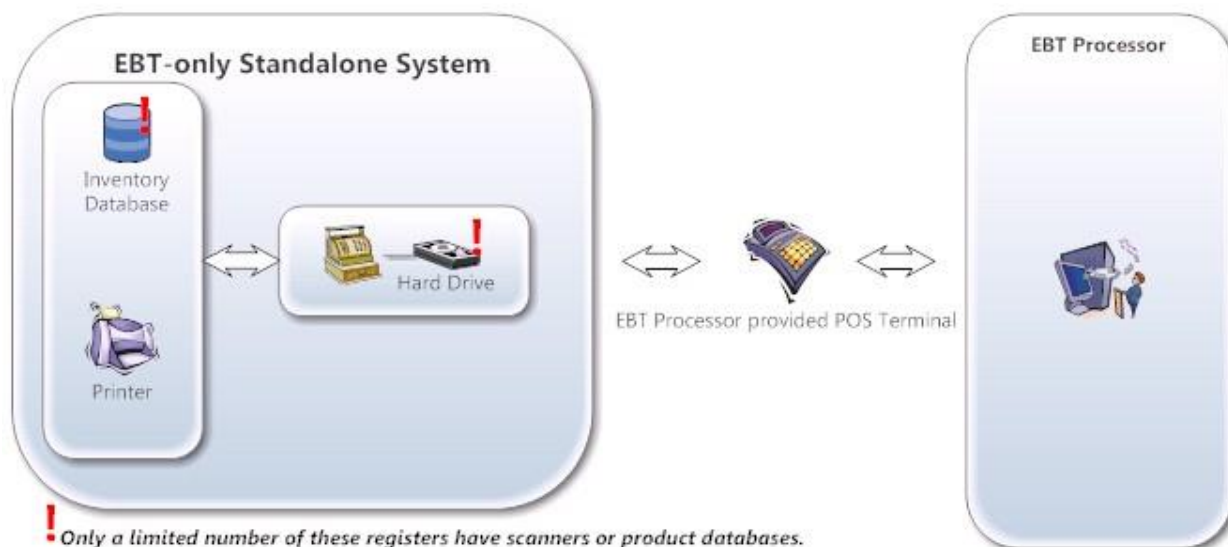 EBT-only Standalone System
EBT Processor
Inventory
Database
Hard Drive
Printer
EBT Processor provided POS Terminal
! Only a limited number of these registers have scanners or product databases.